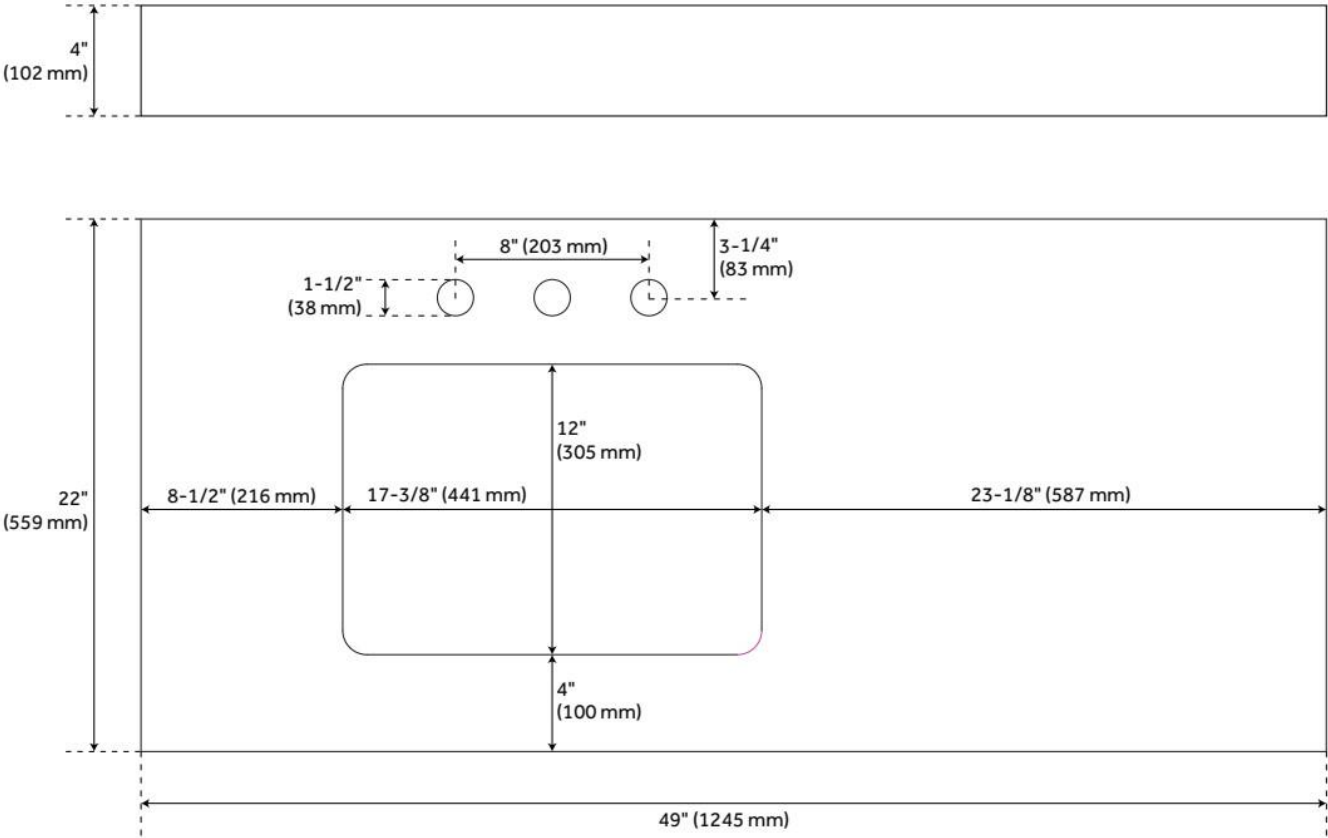 4"
(102 mm)
8" (203 mm)
3-1/4"
(83 mm)
1-1/2"
(38 mm)
12"
(305 mm)
22"
(559 mm)
8-1/2" (216 mm)
17-3/8" (441 mm)
23-1/8" (587 mm)
4"
(100 mm)
49" (1245 mm)